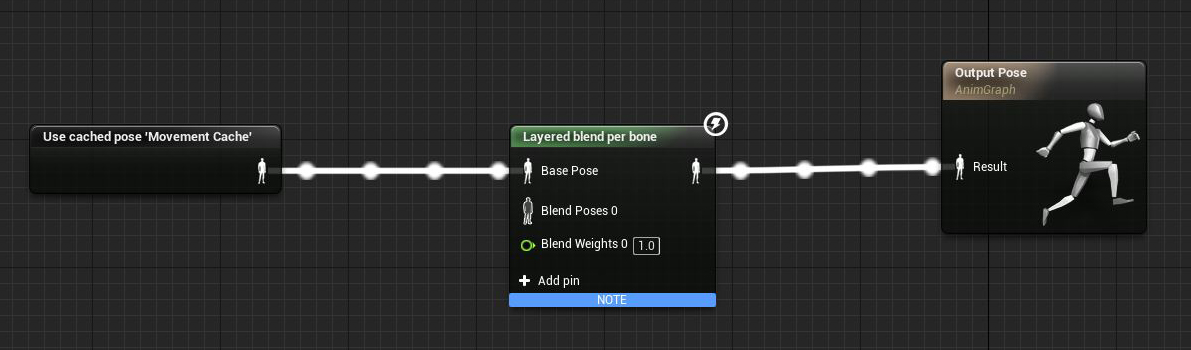 Use cached pose 'Movement Cache'
Layered blend per bone
Base Pose
Blend Poses 0
Blend Weights 0 1.0
Add pin
NOTE
Output Pose
AnimGraph
Result